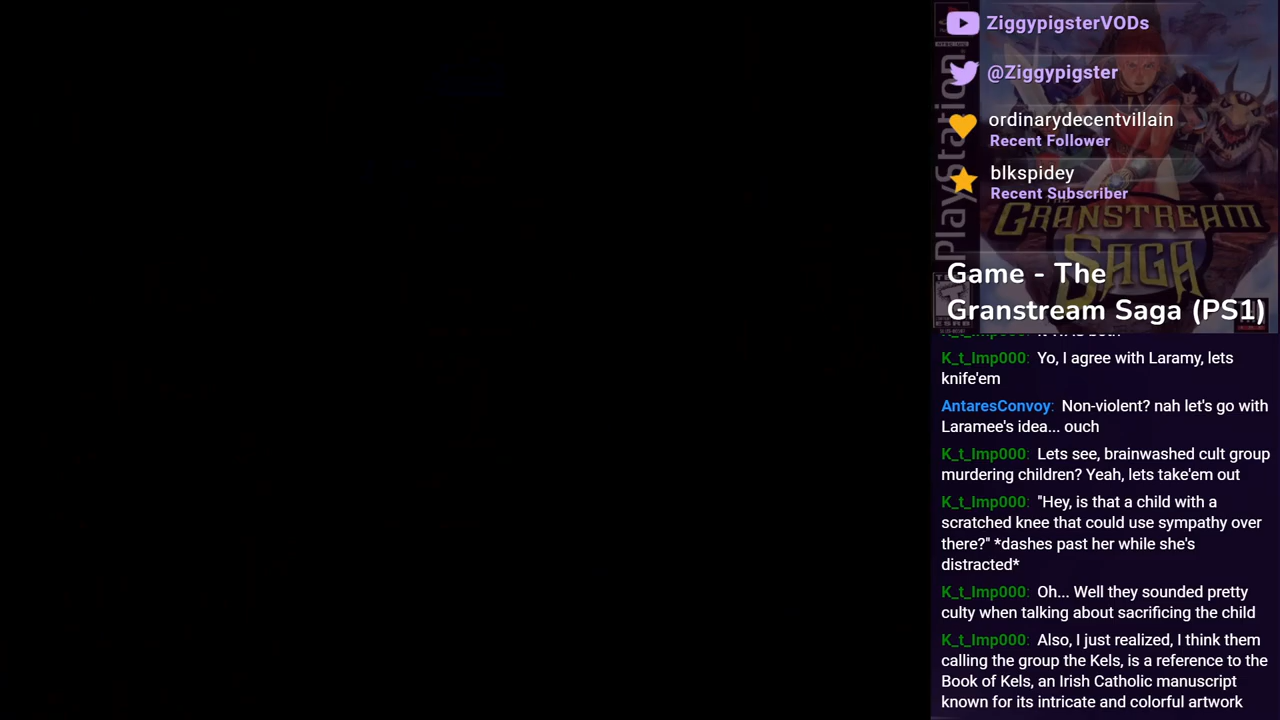 ZiggypigsterVODs
@Ziggypigster
ordinarydecentvillain
Recent Follower
blkspidey
Recent Subscriber
PlayStation
THE
GRANSTREAM
SAGA
Game - The
Granstream Saga (PS1)
K_t_Imp000: Yo, I agree with Laramy, lets
knife'em
AntaresConvoy: Non-violent? nah let's go with
Laramee's idea... ouch
K_t_Imp000: Lets see, brainwashed cult group
murdering children? Yeah, lets take'em out
K_t_Imp000: "Hey, is that a child with a
scratched knee that could use sympathy over
there?" *dashes past her while she's
distracted*
K_t_Imp000: Oh... Well they sounded pretty
culty when talking about sacrificing the child
K_t_Imp000: Also, I just realized, I think them
calling the group the Kels, is a reference to the
Book of Kels, an Irish Catholic manuscript
known for its intricate and colorful artwork